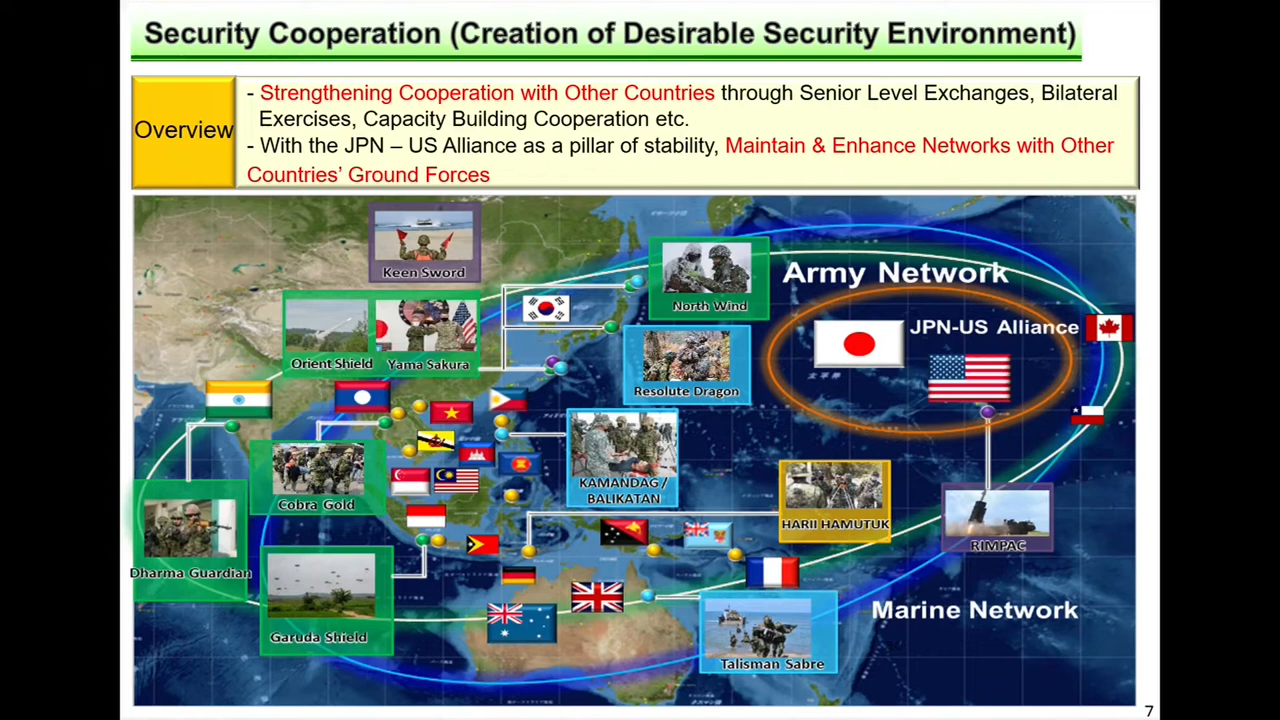 Security Cooperation (Creation of Desirable Security Environment)
Overview
- Strengthening Cooperation with Other Countries through Senior Level Exchanges, Bilateral
Exercises, Capacity Building Cooperation etc.
- With the JPN – US Alliance as a pillar of stability, Maintain & Enhance Networks with Other
Countries' Ground Forces
Keen Sword
North Wind
Army Network
JPN-US Alliance
Orient Shield
Yama Sakura
Resolute Dragon
太平洋
Cobra Gold
KAMANDAG /
BALIKATAN
HARII HAMUTUK
RIMPAC
Dharma Guardian
Garuda Shield
Marine Network
Talisman Sabre
7